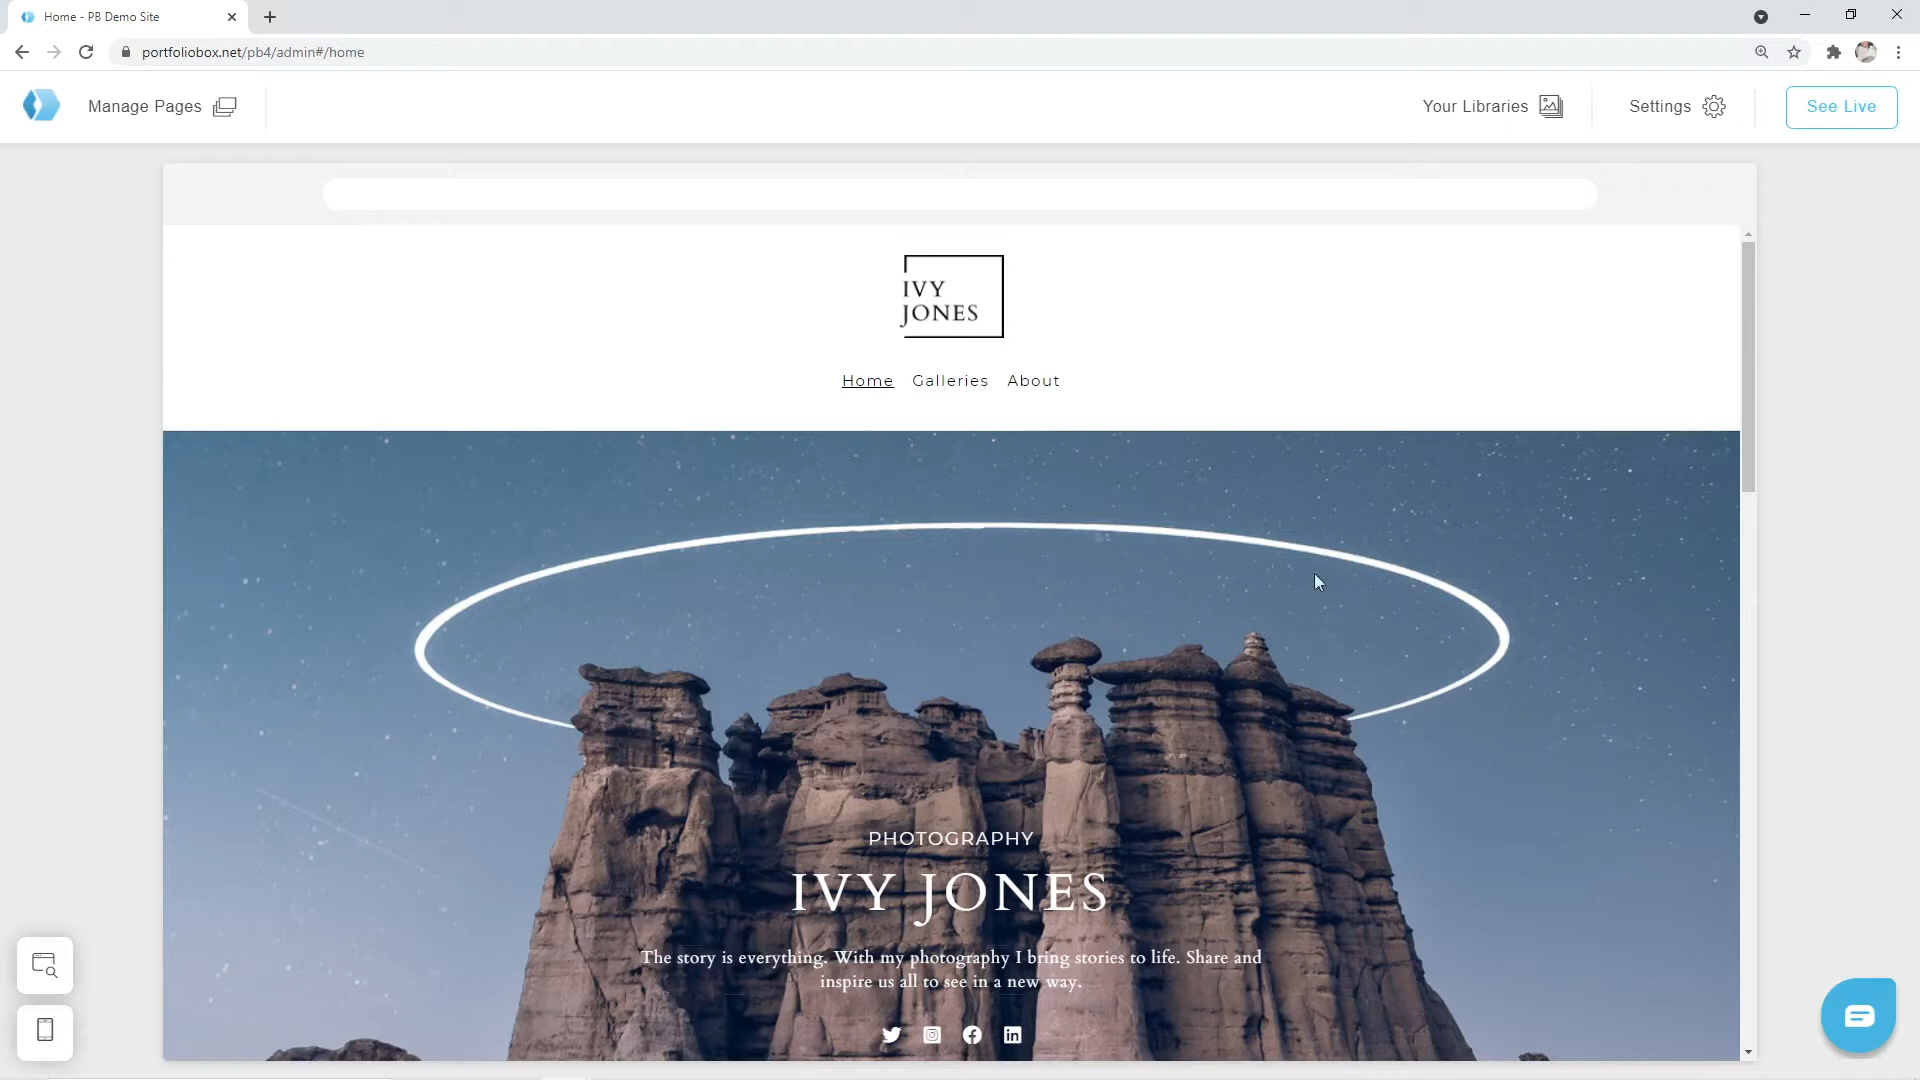 Home - PB Demo Site
portfoliobox.net/pb4/admin#/home
Manage Pages
Your Libraries
Settings
See Live
IVY
JONES
Home Galleries About
PHOTOGRAPHY
IVY JONES
The story is everything. With my photography I bring stories to life. Share and
inspire us all to see in a new way.